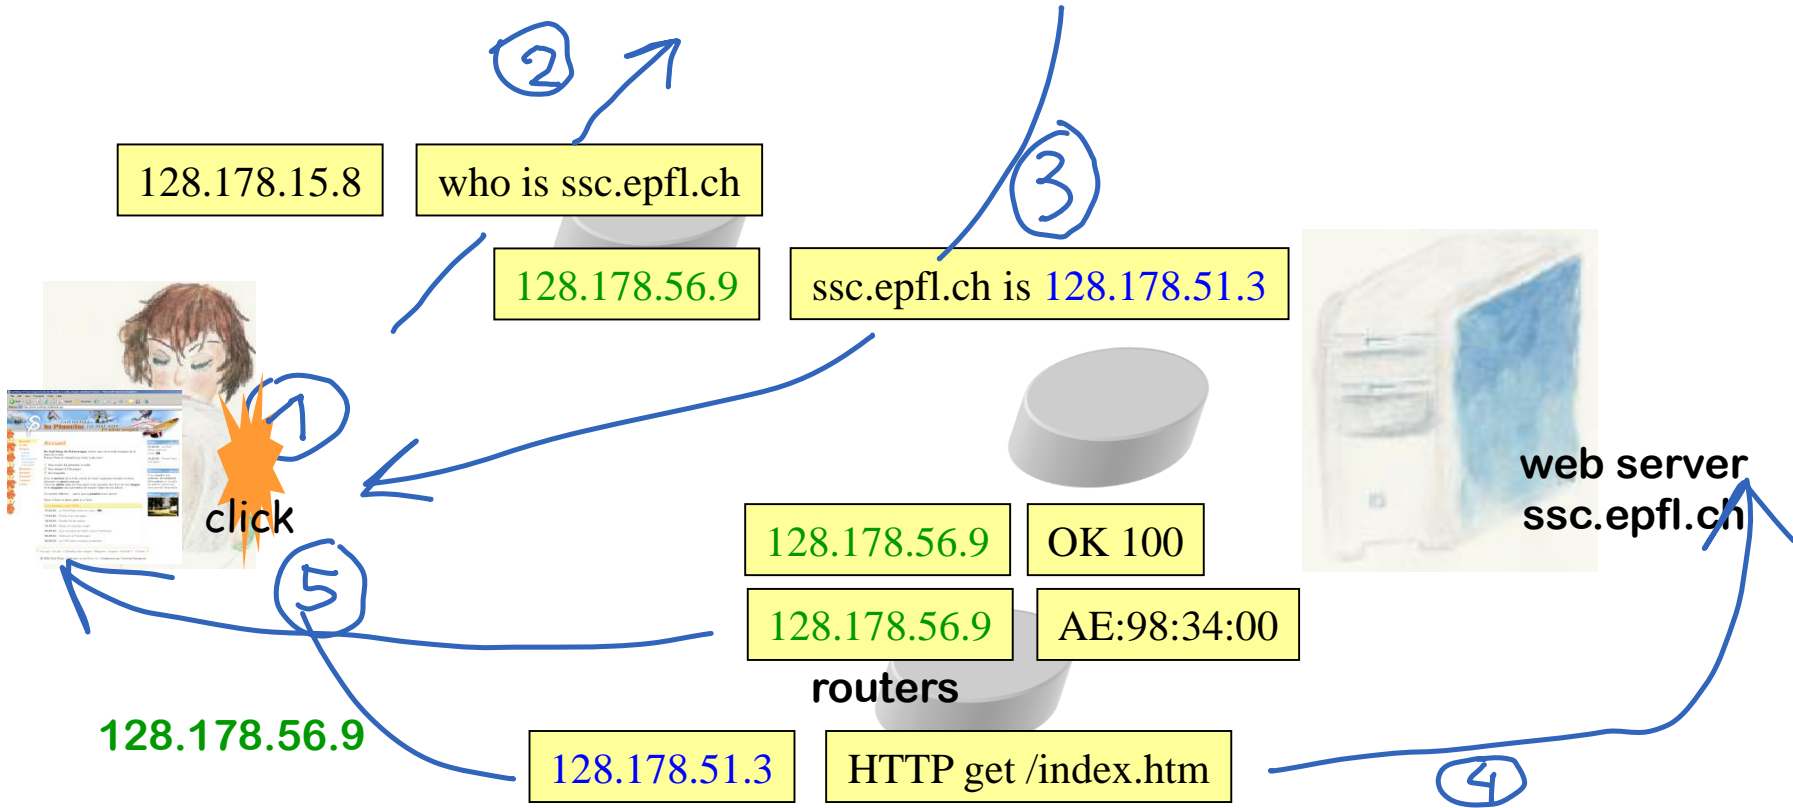 2
3
128.178.15.8 who is ssc.epfl.ch
128.178.56.9 ssc.epfl.ch is 128.178.51.3
1
Accueil
click
web server
ssc.epfl.ch
128.178.56.9 OK 100
5
128.178.56.9 AE:98:34:00
routers
128.178.56.9
128.178.51.3 HTTP get /index.htm
4